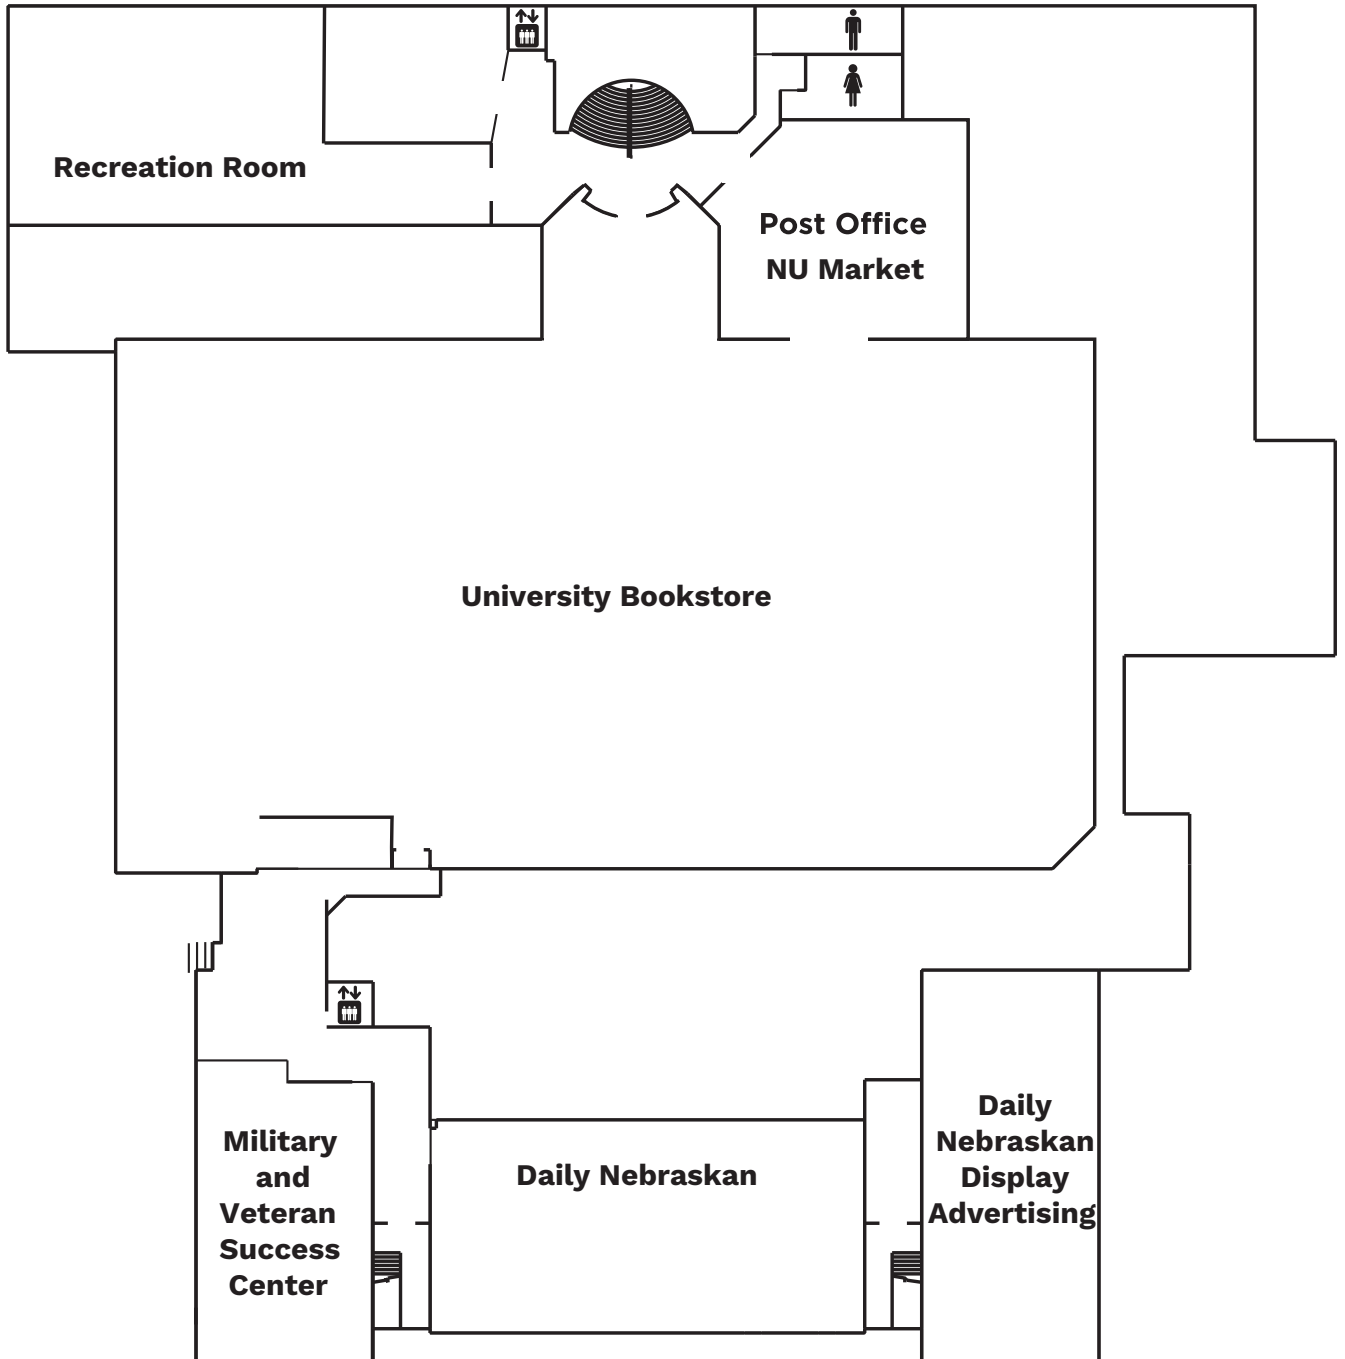 Recreation Room
Post Office
NU Market
University Bookstore
Military
and
Veteran
Success
Center
Daily Nebraskan
Daily
Nebraskan
Display
Advertising